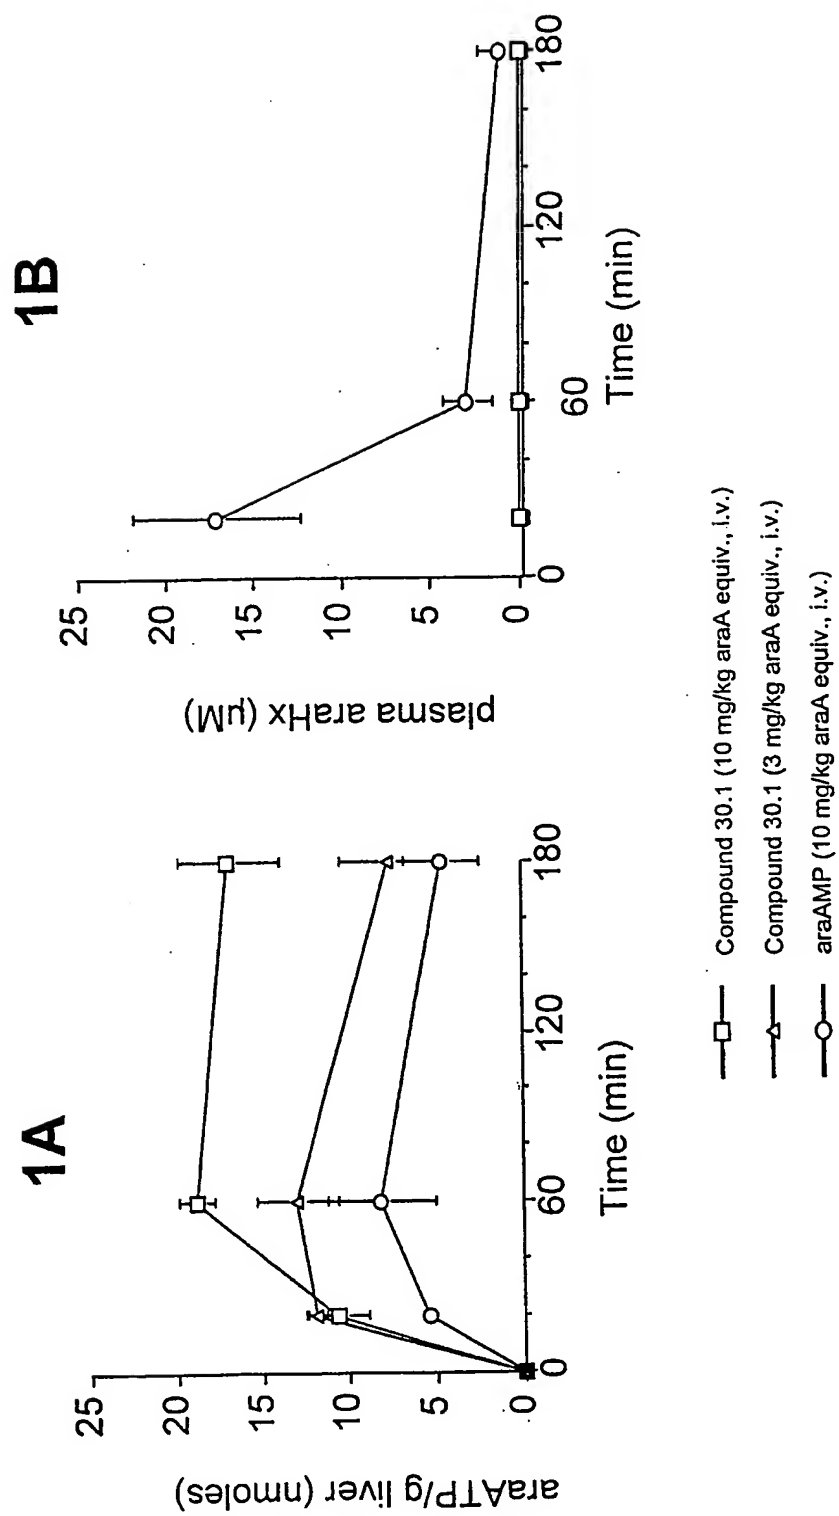 1A
araATP/g liver (nmoles)
25
20
15
10
5
0
0
60
120
180
Time (min)
1B
plasma araHx (µM)
25
20
15
10
5
0
0
60
120
180
Time (min)
Compound 30.1 (10 mg/kg araA equiv., i.v.)
Compound 30.1 (3 mg/kg araA equiv., i.v.)
araAMP (10 mg/kg araA equiv., i.v.)